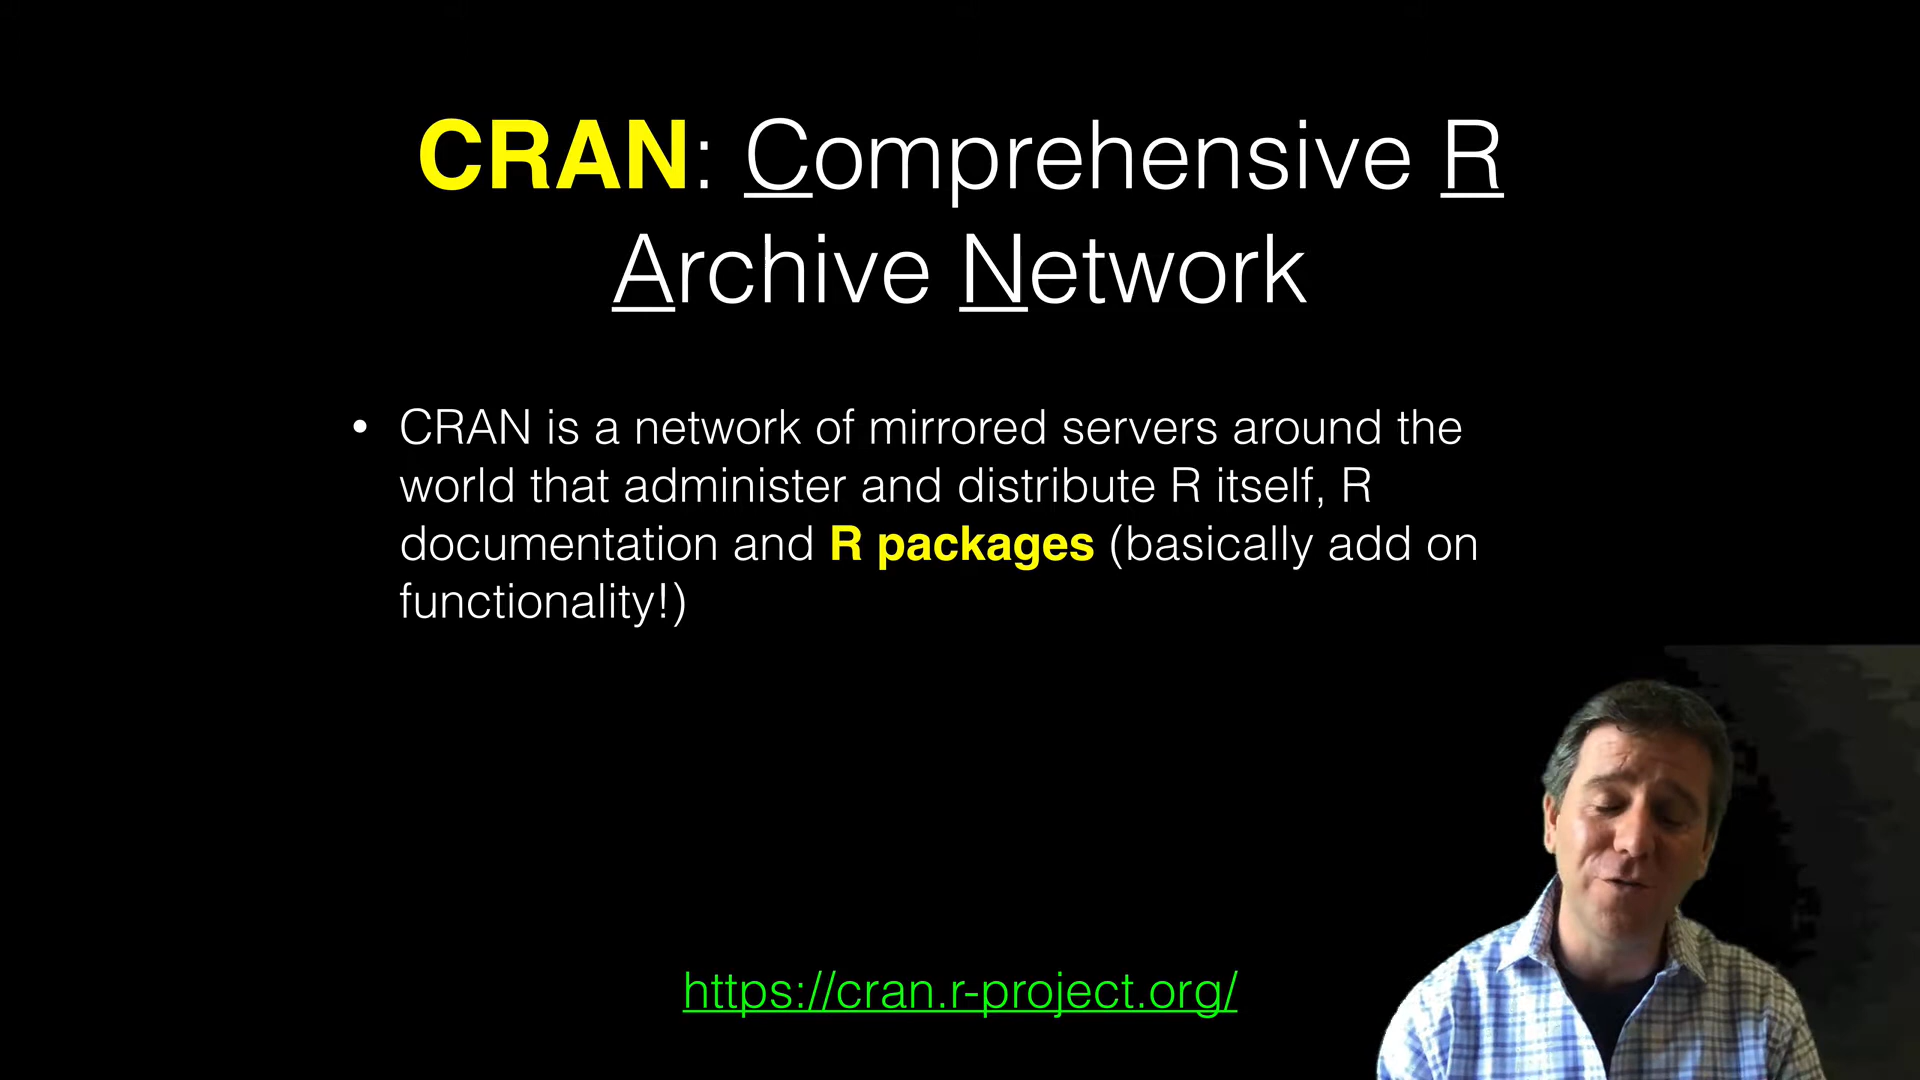 CRAN: Comprehensive R
Archive Network
• CRAN is a network of mirrored servers around the
world that administer and distribute R itself, R
documentation and R packages (basically add on
functionality!)
https://cran.r-project.org/